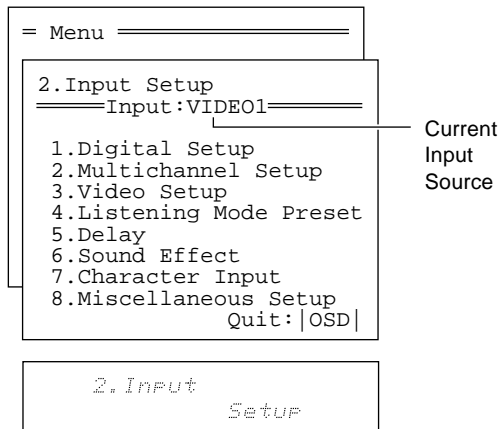 Menu
2.Input Setup
Input:VIDEO1
Current
Input
Source
1.Digital Setup
2.Multichannel Setup
3.Video Setup
4.Listening Mode Preset
5.Delay
6.Sound Effect
7.Character Input
8.Miscellaneous Setup
Quit:|OSD|
2.Input
Setup